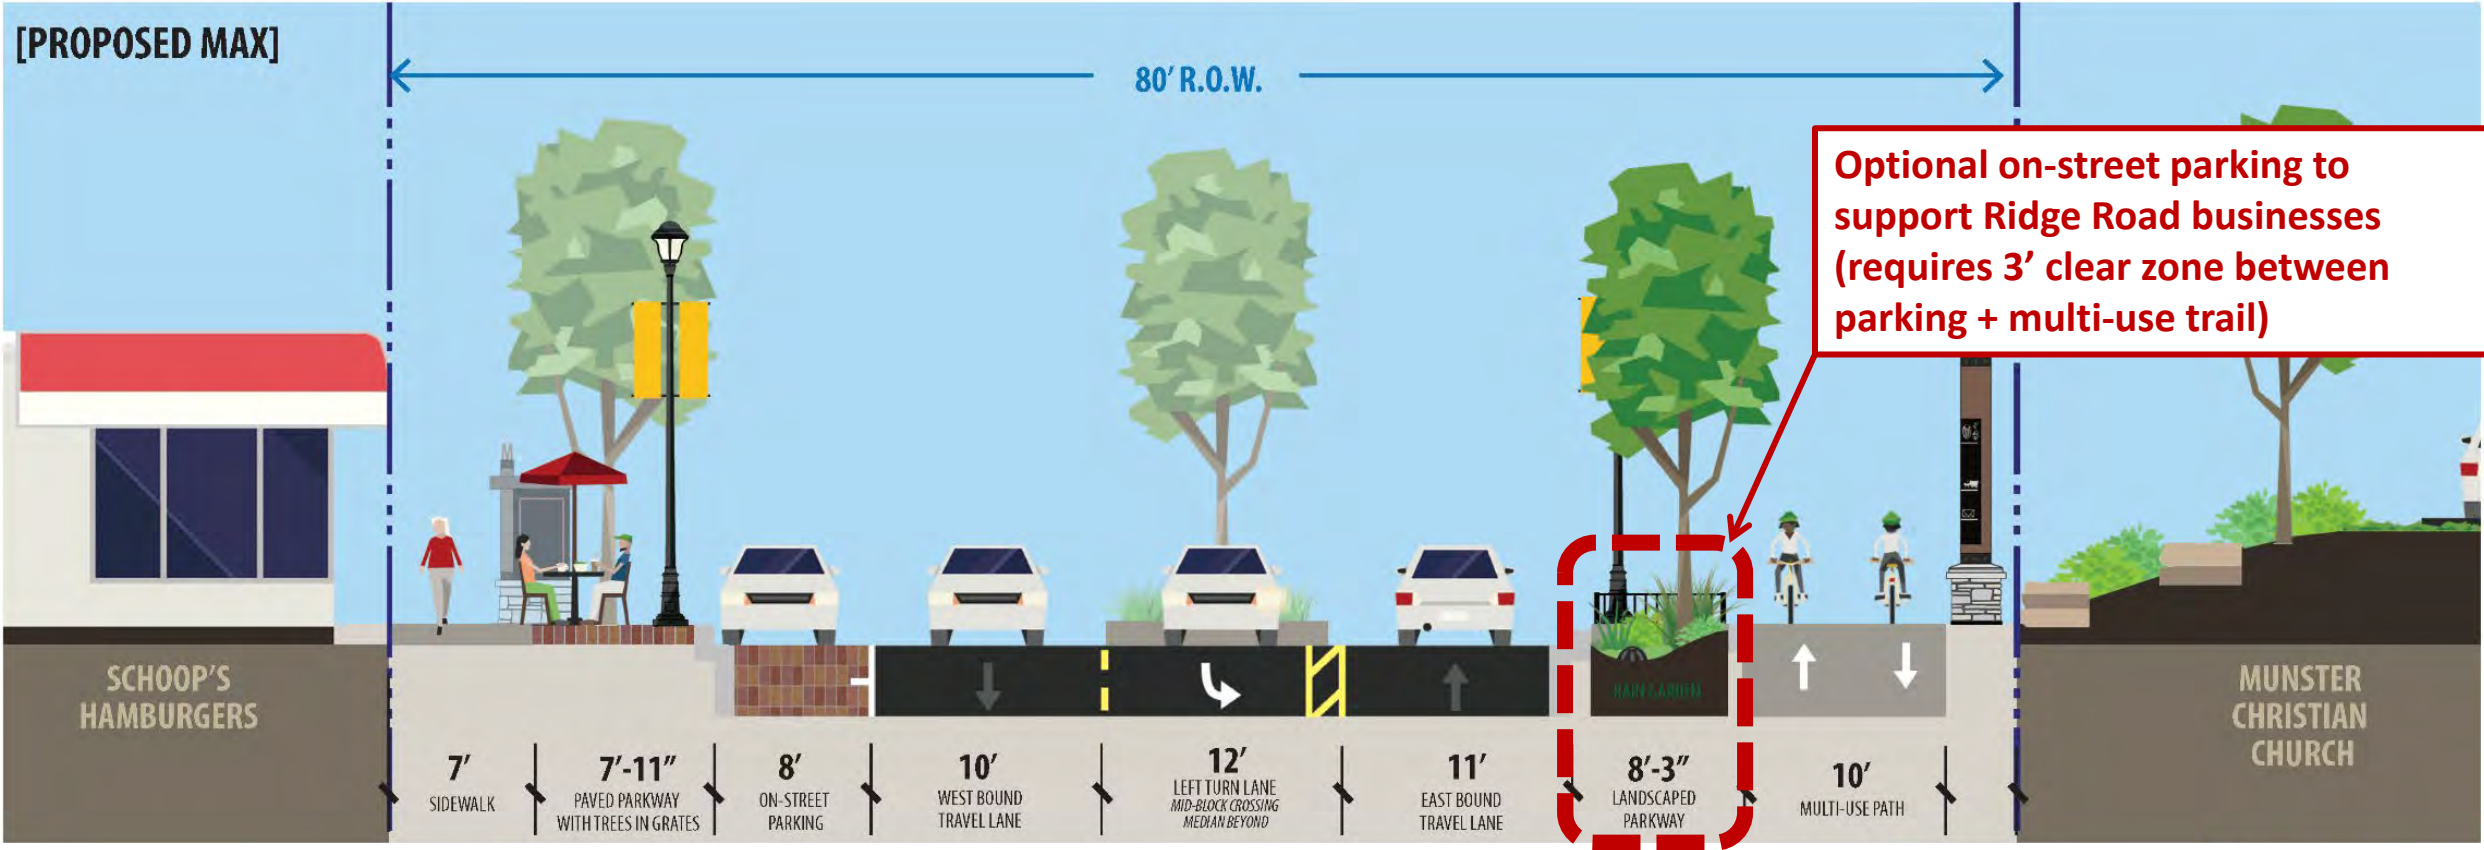 [PROPOSED MAX]
80' R.O.W.
Optional on-street parking to
support Ridge Road businesses
(requires 3’ clear zone between
parking + multi-use trail)
SCHOOP'S
HAMBURGERS
RAIN GARDEN
MUNSTER
CHRISTIAN
CHURCH
7'
SIDEWALK
7'-11"
PAVED PARKWAY
WITH TREES IN GRATES
8'
ON-STREET
PARKING
10'
WEST BOUND
TRAVEL LANE
12'
LEFT TURN LANE
MID-BLOCK CROSSING
MEDIAN BEYOND
11'
EAST BOUND
TRAVEL LANE
8'-3"
LANDSCAPED
PARKWAY
10'
MULTI-USE PATH